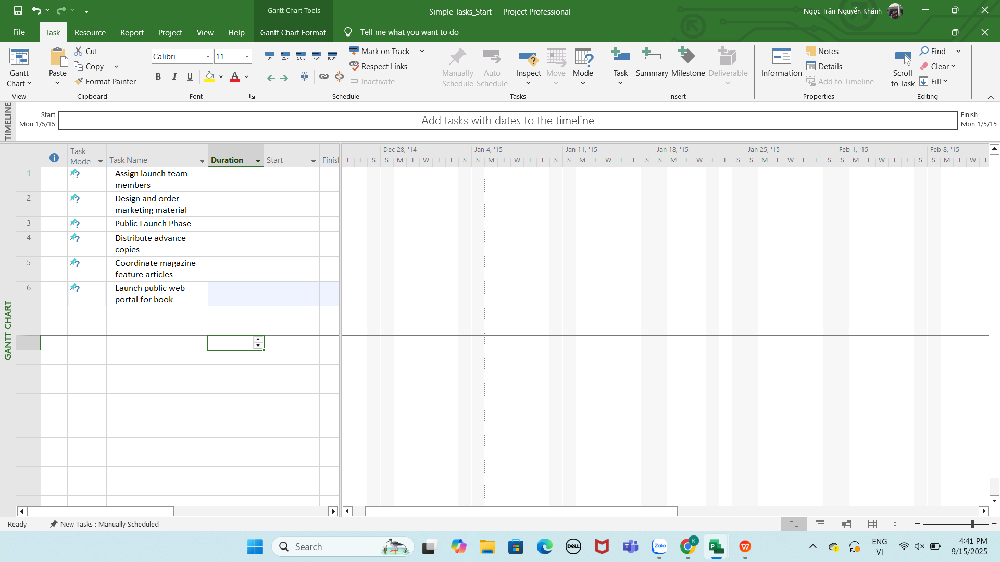 Gantt Chart Tools
Simple Tasks_Start - Project Professional
Ngọc Trần Nguyễn Khánh
File Task Resource Report Project View Help Gantt Chart Format Tell me what you want to do
Gantt Chart
View
Paste
Cut
Copy
Format Painter
Clipboard
Calibri 11
B I U A
Font
0% 25% 50% 75% 100%
Mark on Track
Respect Links
Inactivate
Schedule
Manually Schedule
Auto Schedule
Inspect
Move
Mode
Tasks
Task
Summary
Milestone
Deliverable
Insert
Information
Notes
Details
Add to Timeline
Properties
Scroll to Task
Find
Clear
Fill
Editing
TIMELINE
Start
Mon 1/5/15
Add tasks with dates to the timeline
Finish
Mon 1/5/15
GANTT CHART
Task Mode Task Name Duration Start Finish
1 Assign launch team
members
2 Design and order
marketing material
3 Public Launch Phase
4 Distribute advance
copies
5 Coordinate magazine
feature articles
6 Launch public web
portal for book
Dec 28, '14 Jan 4, '15 Jan 11, '15 Jan 18, '15 Jan 25, '15 Feb 1, '15 Feb 8, '15
T F S S M T W T F S S M T W T F S S M T W T F S S M T W T F S S M T W T F S S M T W T F S S M T W T
Ready New Tasks : Manually Scheduled
Search
DELL
Zalo
K
ENG
VI
4:41 PM
9/15/2025